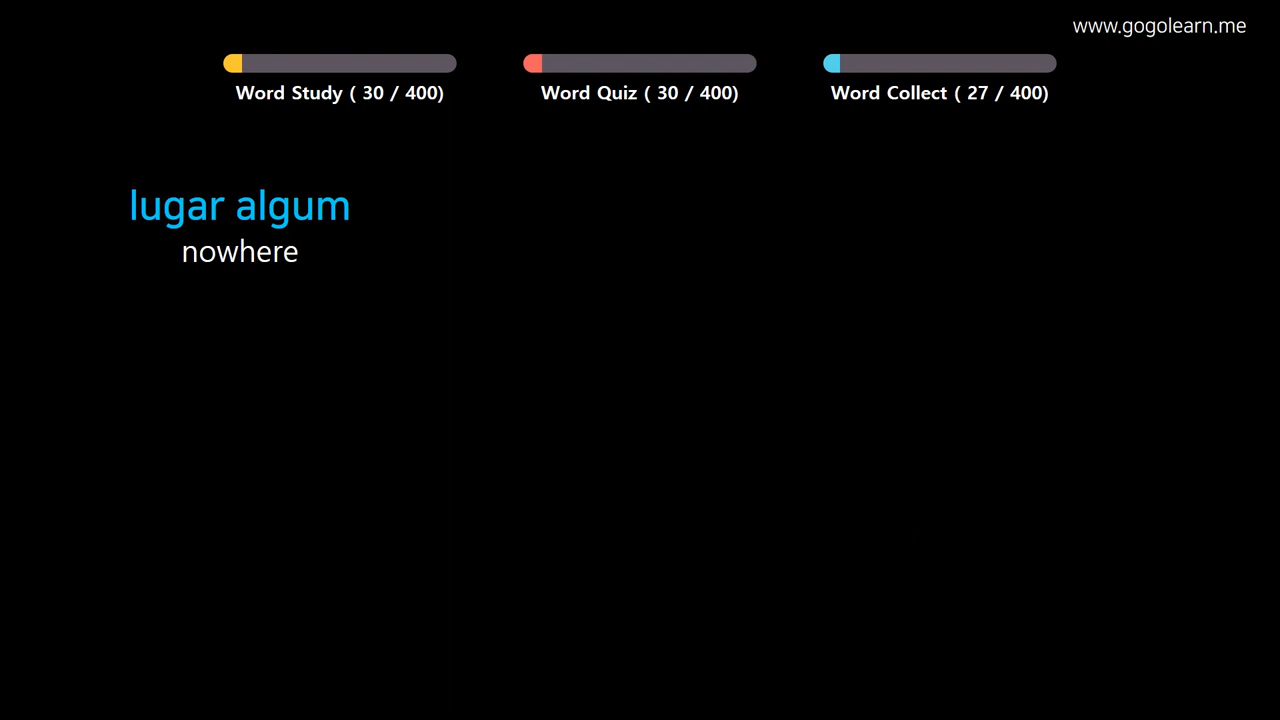 www.gogolearn.me
Word Study ( 30 / 400)
Word Quiz ( 30 / 400)
Word Collect ( 27 / 400)
lugar algum
nowhere